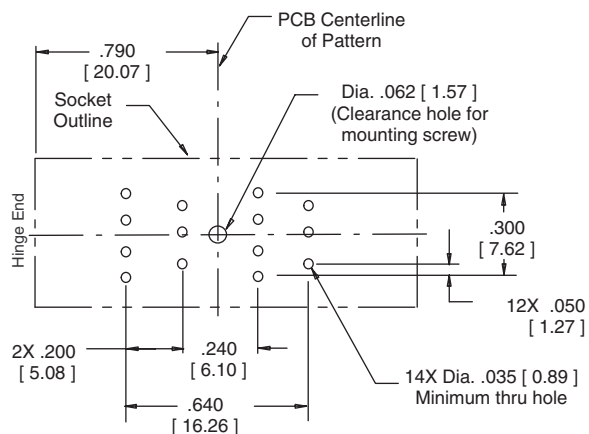 PCB Centerline
of Pattern
.790
[ 20.07 ]
Socket
Outline
Dia. .062 [ 1.57 ]
(Clearance hole for
mounting screw)
Hinge End
.300
[ 7.62 ]
12X .050
[ 1.27 ]
2X .200
[ 5.08 ]
.240
[ 6.10 ]
.640
[ 16.26 ]
14X Dia. .035 [ 0.89 ]
Minimum thru hole